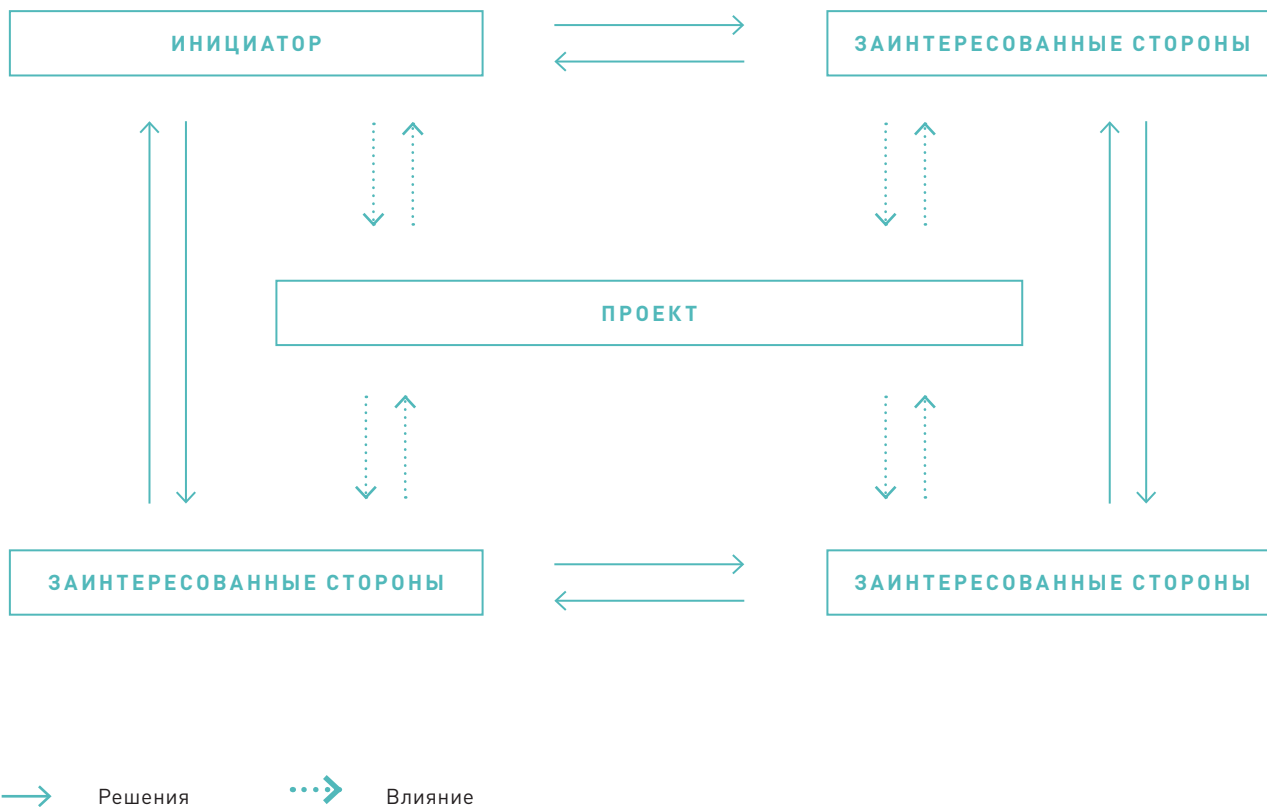 ИНИЦИАТОР
ЗАИНТЕРЕСОВАННЫЕ СТОРОНЫ
ПРОЕКТ
ЗАИНТЕРЕСОВАННЫЕ СТОРОНЫ
ЗАИНТЕРЕСОВАННЫЕ СТОРОНЫ
Решения
Влияние